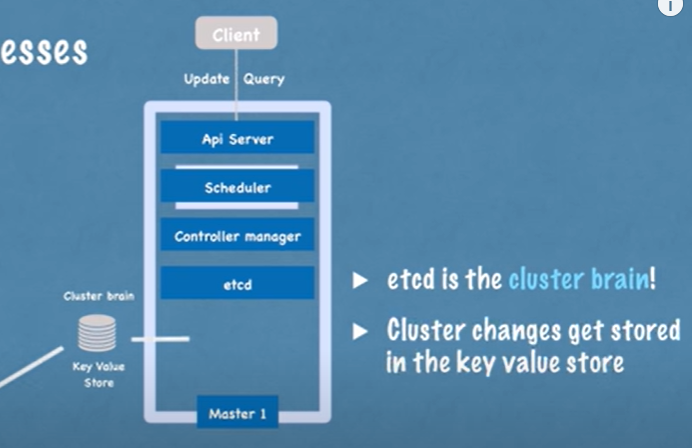 esses
Client
Update Query
Api Server
Scheduler
Controller manager
etcd
Cluster brain
Key Value
Store
Master 1
etcd is the cluster brain!
Cluster changes get stored
in the key value store